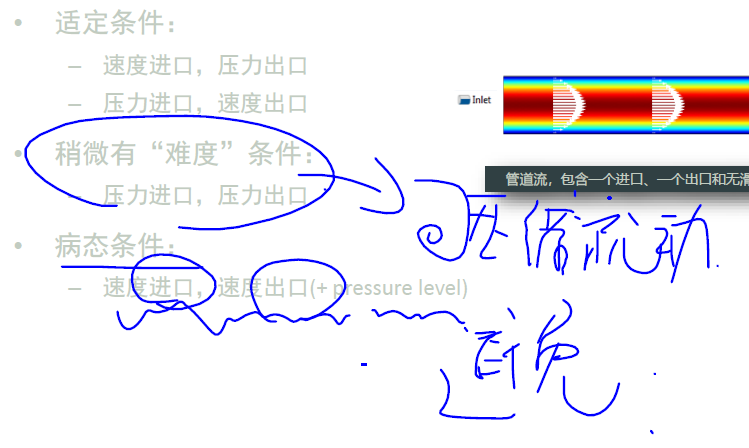 • 适定条件：
– 速度进口，压力出口
– 压力进口，速度出口
Inlet
• 稍微有“难度”条件：
压力进口，压力出口
管道流，包含一个进口、一个出口和无滑
流动.
• 病态条件：
– 速度进口，速度出口(+ pressure level)
避免